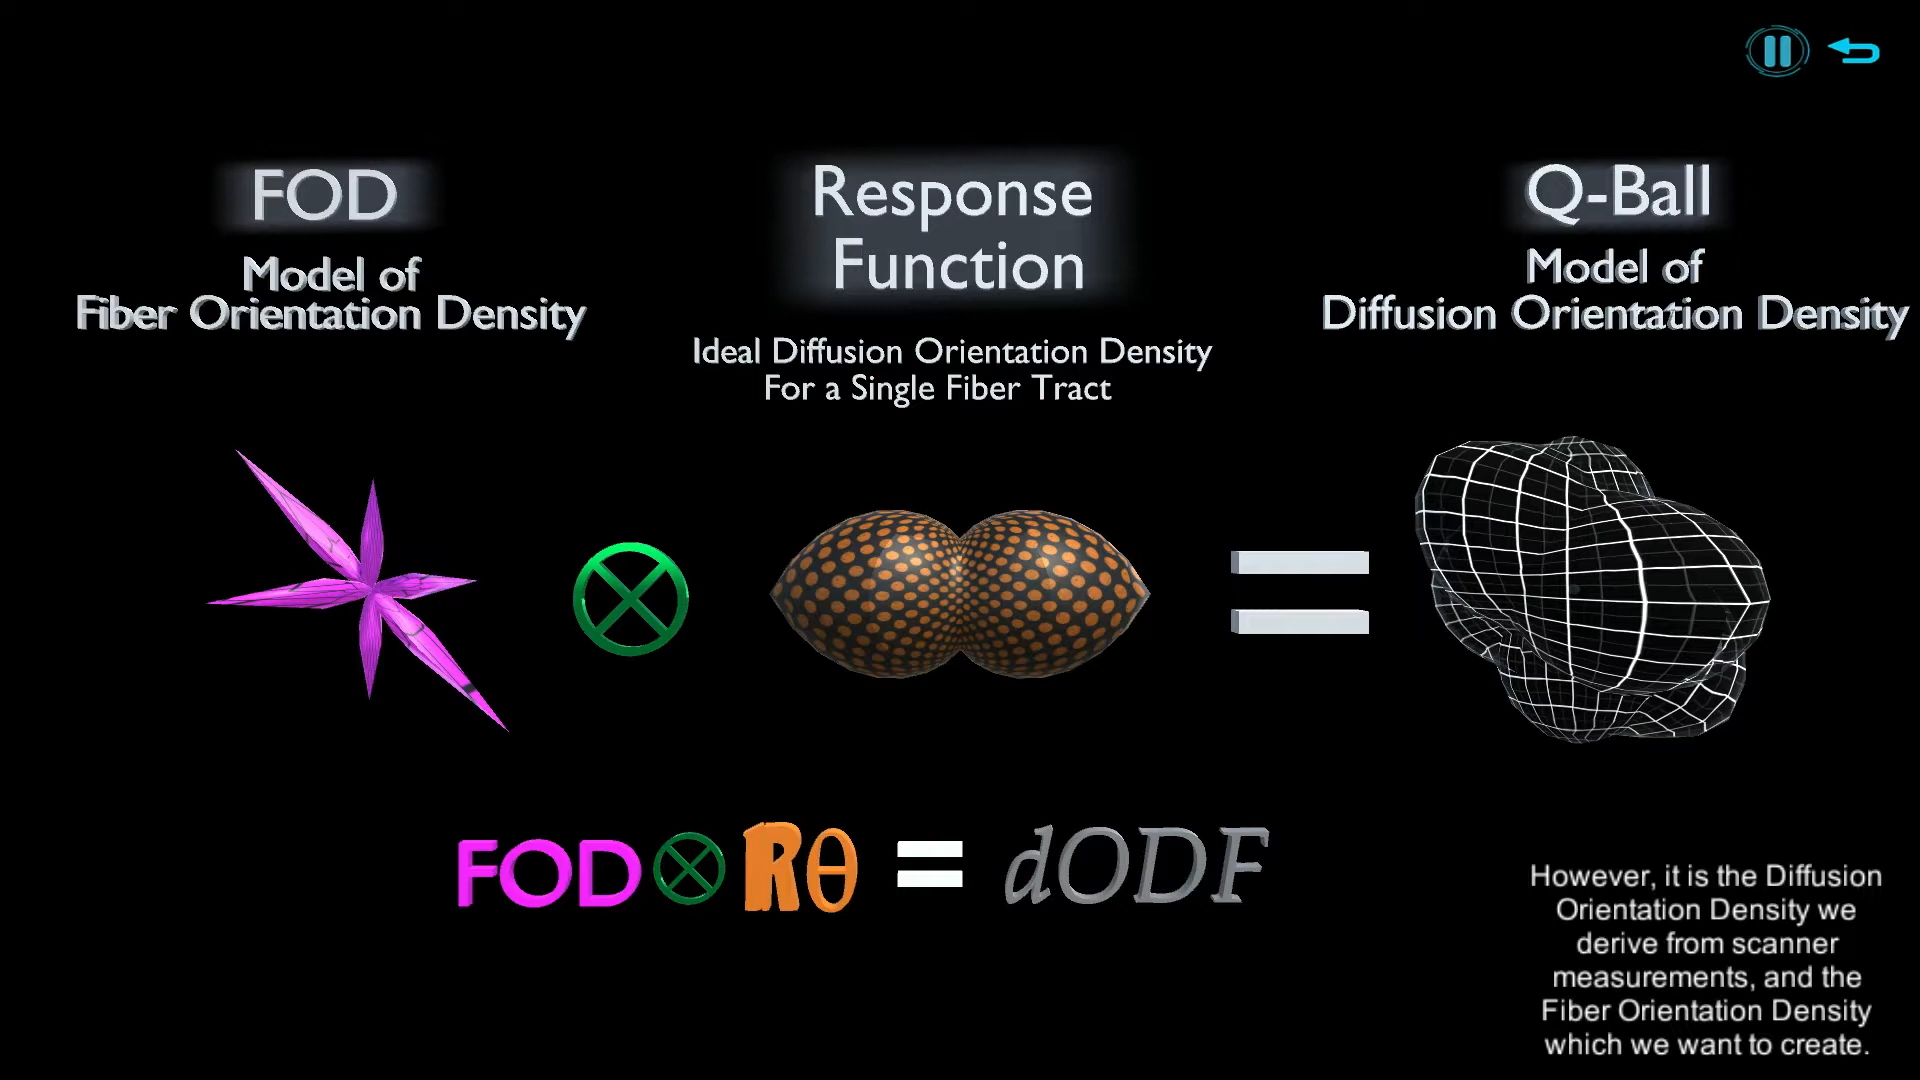 FOD
Model of
Fiber Orientation Density
Response
Function
Ideal Diffusion Orientation Density
For a Single Fiber Tract
Q-Ball
Model of
Diffusion Orientation Density
FOD⊗Rθ = dODF
However, it is the Diffusion
Orientation Density we
derive from scanner
measurements, and the
Fiber Orientation Density
which we want to create.